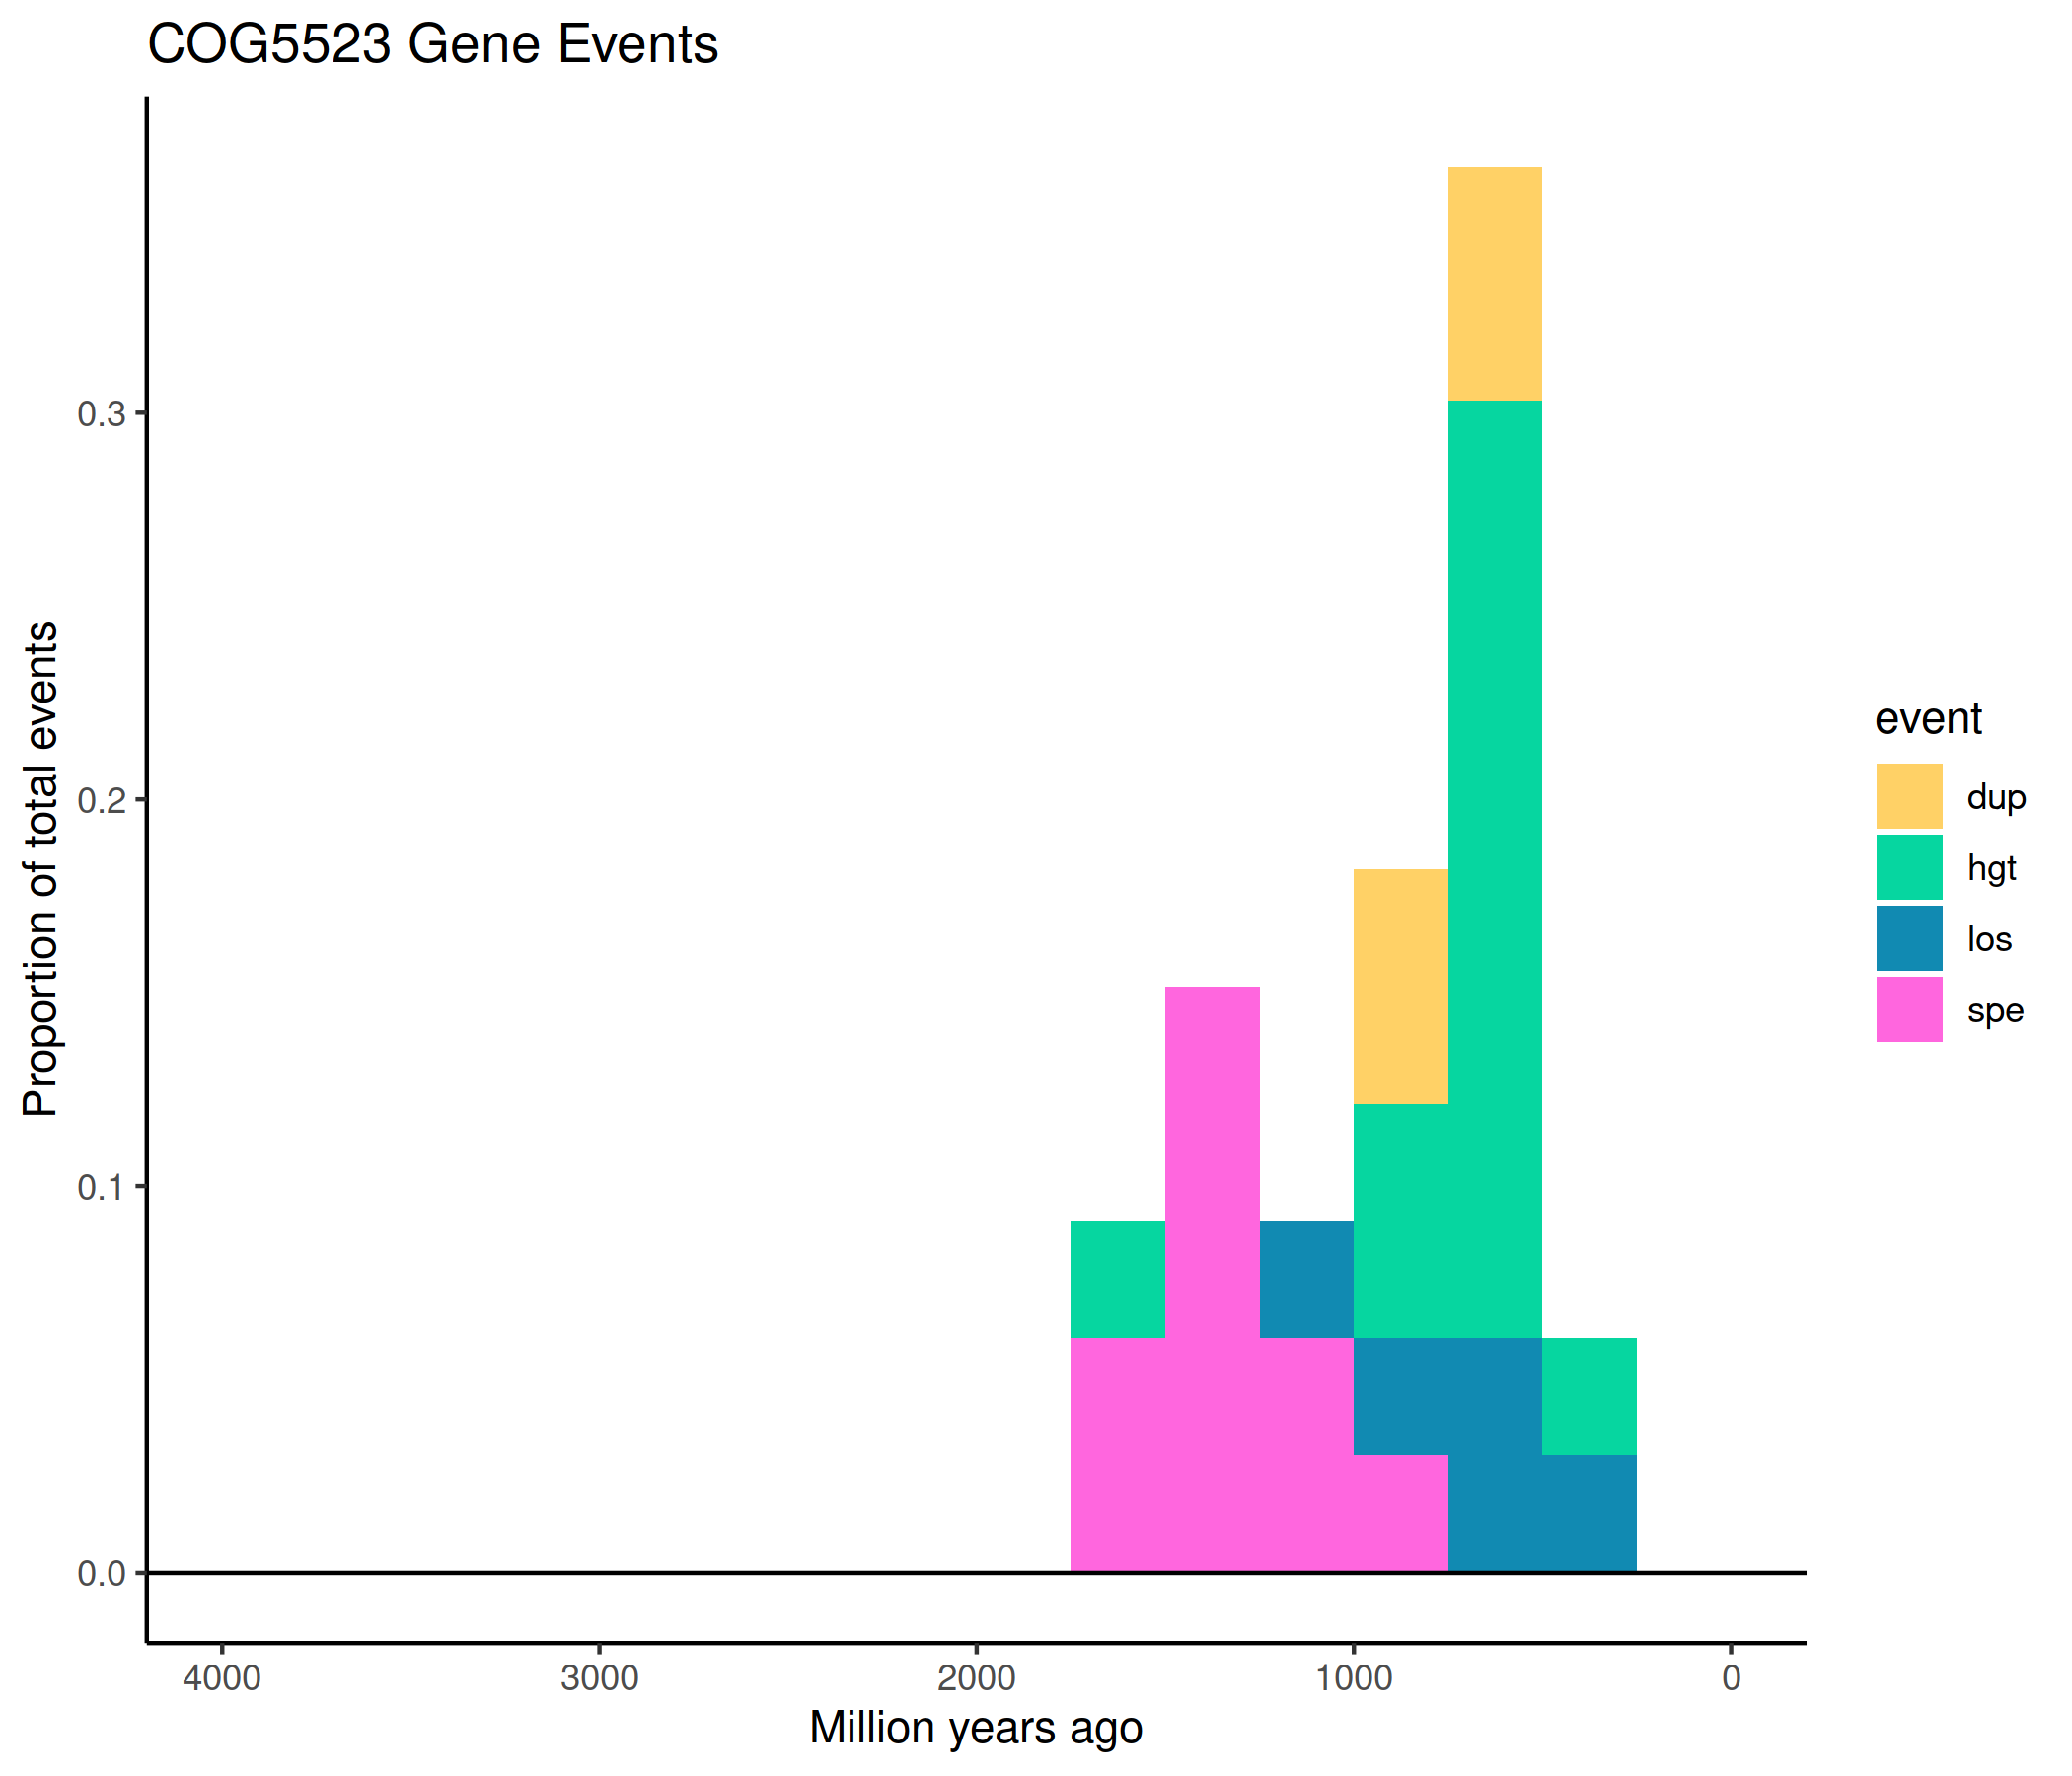 COG5523 Gene Events
Proportion of total events
0.3
0.2
0.1
0.0
4000 3000 2000 1000 0
Million years ago
event
dup
hgt
los
spe